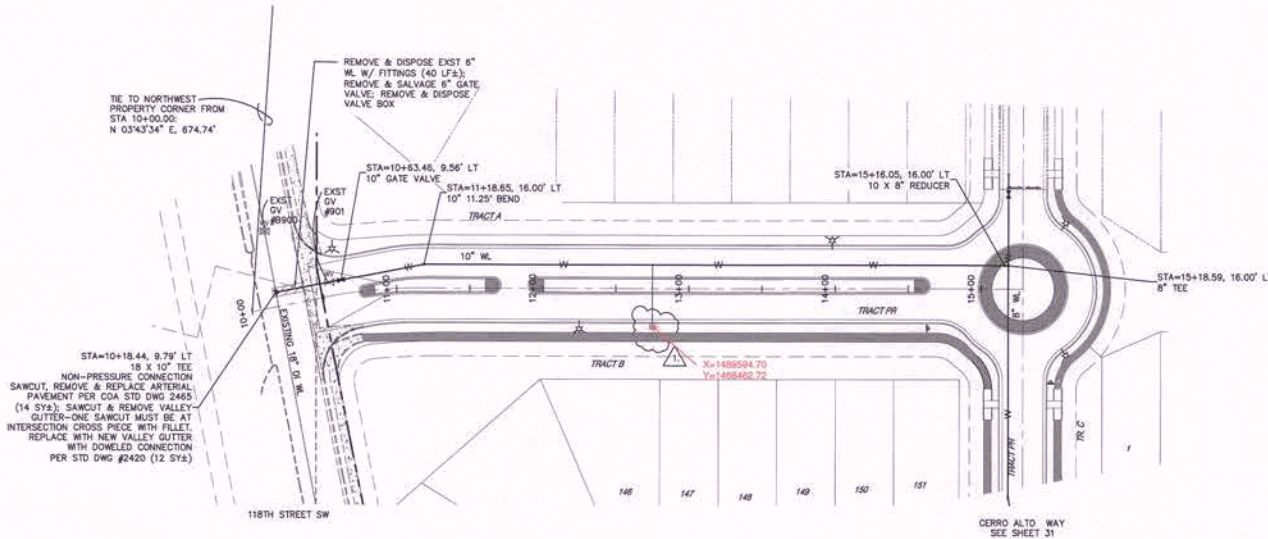 REMOVE & DISPOSE EXST 6"
WL W/ FITTINGS (40 LF±);
REMOVE & SALVAGE 6" GATE
VALVE; REMOVE & DISPOSE
VALVE BOX
TIE TO NORTHWEST
PROPERTY CORNER FROM
STA 10+00.00:
N 03°43'34" E, 674.74'
STA=10+63.46, 9.56' LT
10" GATE VALVE
STA=11+18.65, 16.00' LT
10" 11.25° BEND
STA=15+16.05, 16.00' LT
10 X 8" REDUCER
EXST
GV
EXST
GV
#901
TRACT A
10" WL
W
W
W
W
W
W
W
STA=15+18.59, 16.00' LT
8" TEE
10+00
11+00
12+00
13+00
14+00
15+00
8" WL
TRACT PR
EXISTING 18" DI WL
TRACT B
1.
X=1489594.70
Y=1468462.72
STA=10+18.44, 9.79' LT
18 X 10" TEE
NON-PRESSURE CONNECTION
SAWCUT, REMOVE & REPLACE ARTERIAL
PAVEMENT PER COA STD DWG 2465
(14 SY±); SAWCUT & REMOVE VALLEY
GUTTER-ONE SAWCUT MUST BE AT
INTERSECTION CROSS PIECE WITH FILLET.
REPLACE WITH NEW VALLEY GUTTER
WITH DOWELED CONNECTION
PER STD DWG #2420 (12 SY±)
W
TRACT PR
TR C
1
146
147
148
149
150
151
118TH STREET SW
CERRO ALTO WAY
SEE SHEET 31